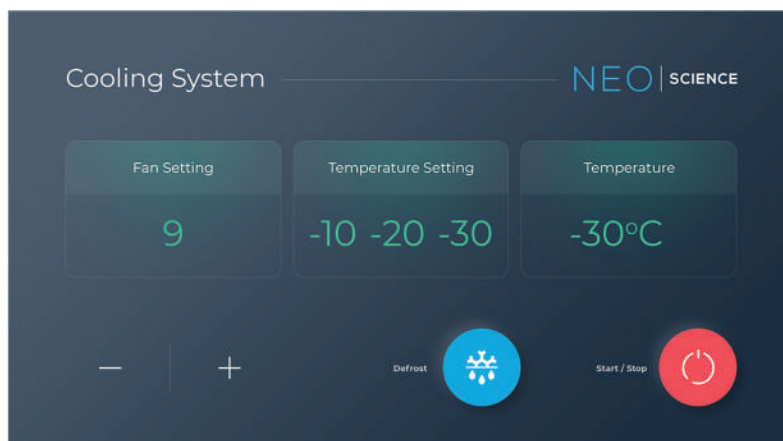 Cooling System
NEO SCIENCE
Fan Setting
Temperature Setting
Temperature
9
-10 -20 -30
-30°C
− +
Defrost
Start / Stop